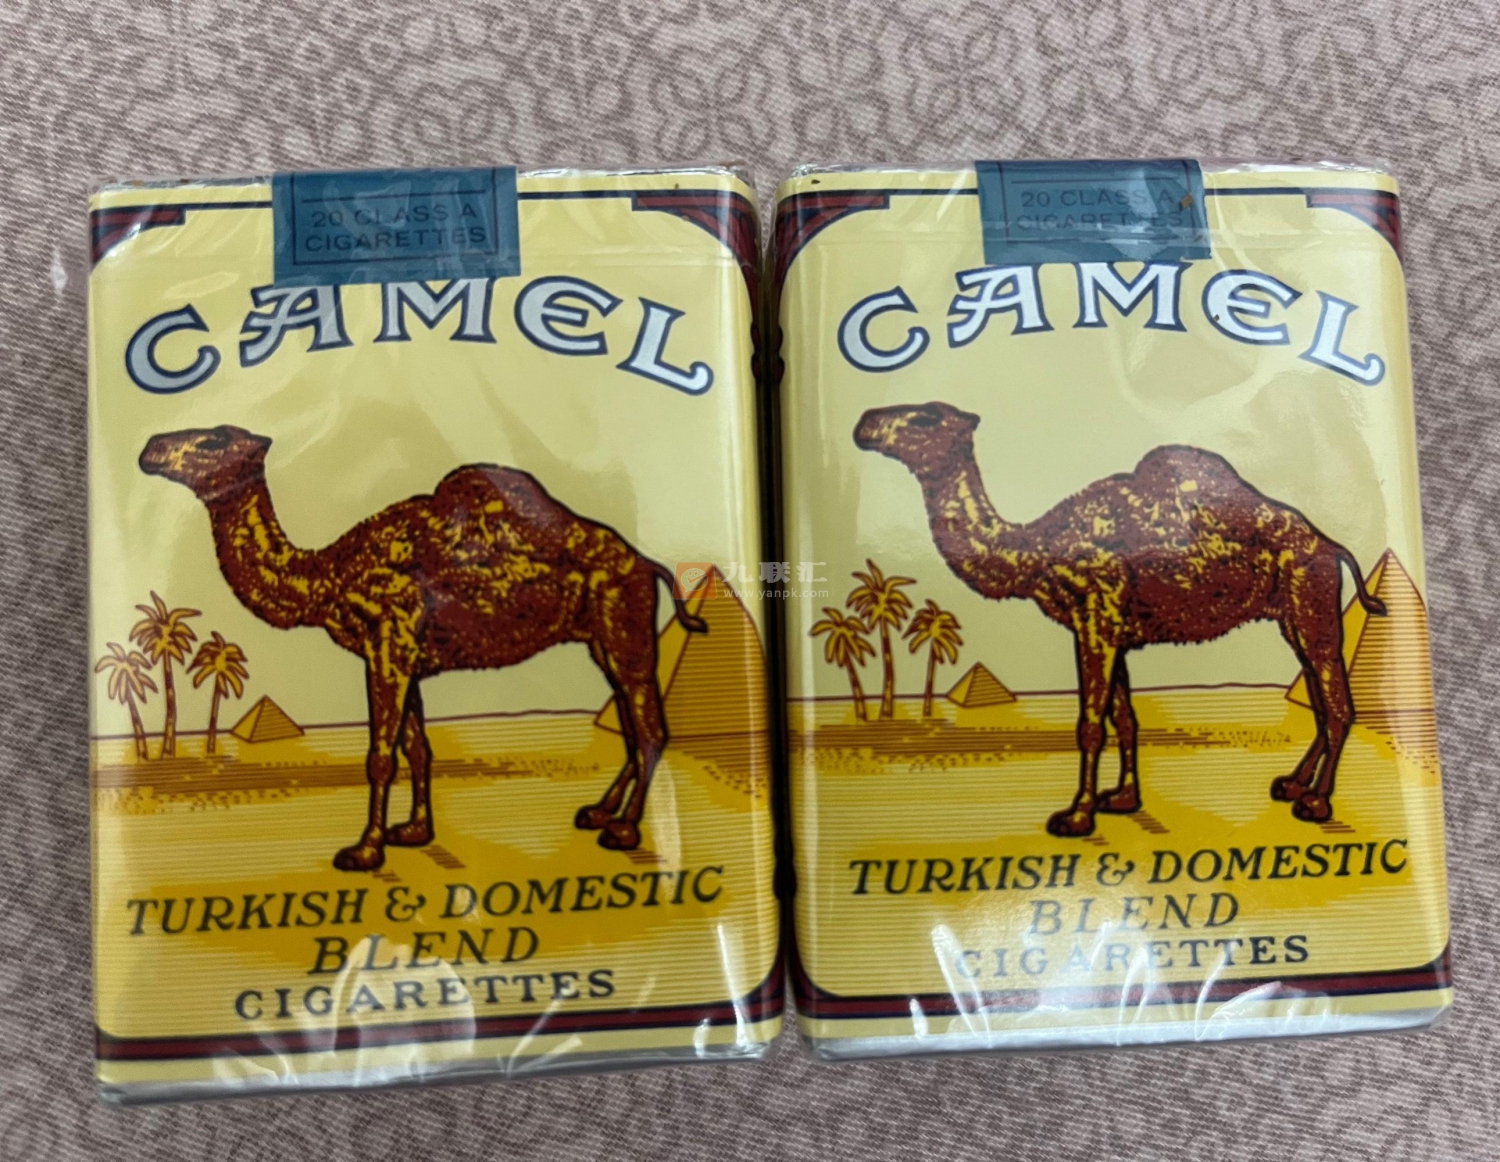 20 CLASS A
CIGARETTES
CAMEL
TURKISH & DOMESTIC
BLEND
CIGARETTES
20 CLASS A
CIGARETTES
CAMEL
TURKISH & DOMESTIC
BLEND
CIGARETTES
九联汇
www.yanpk.com